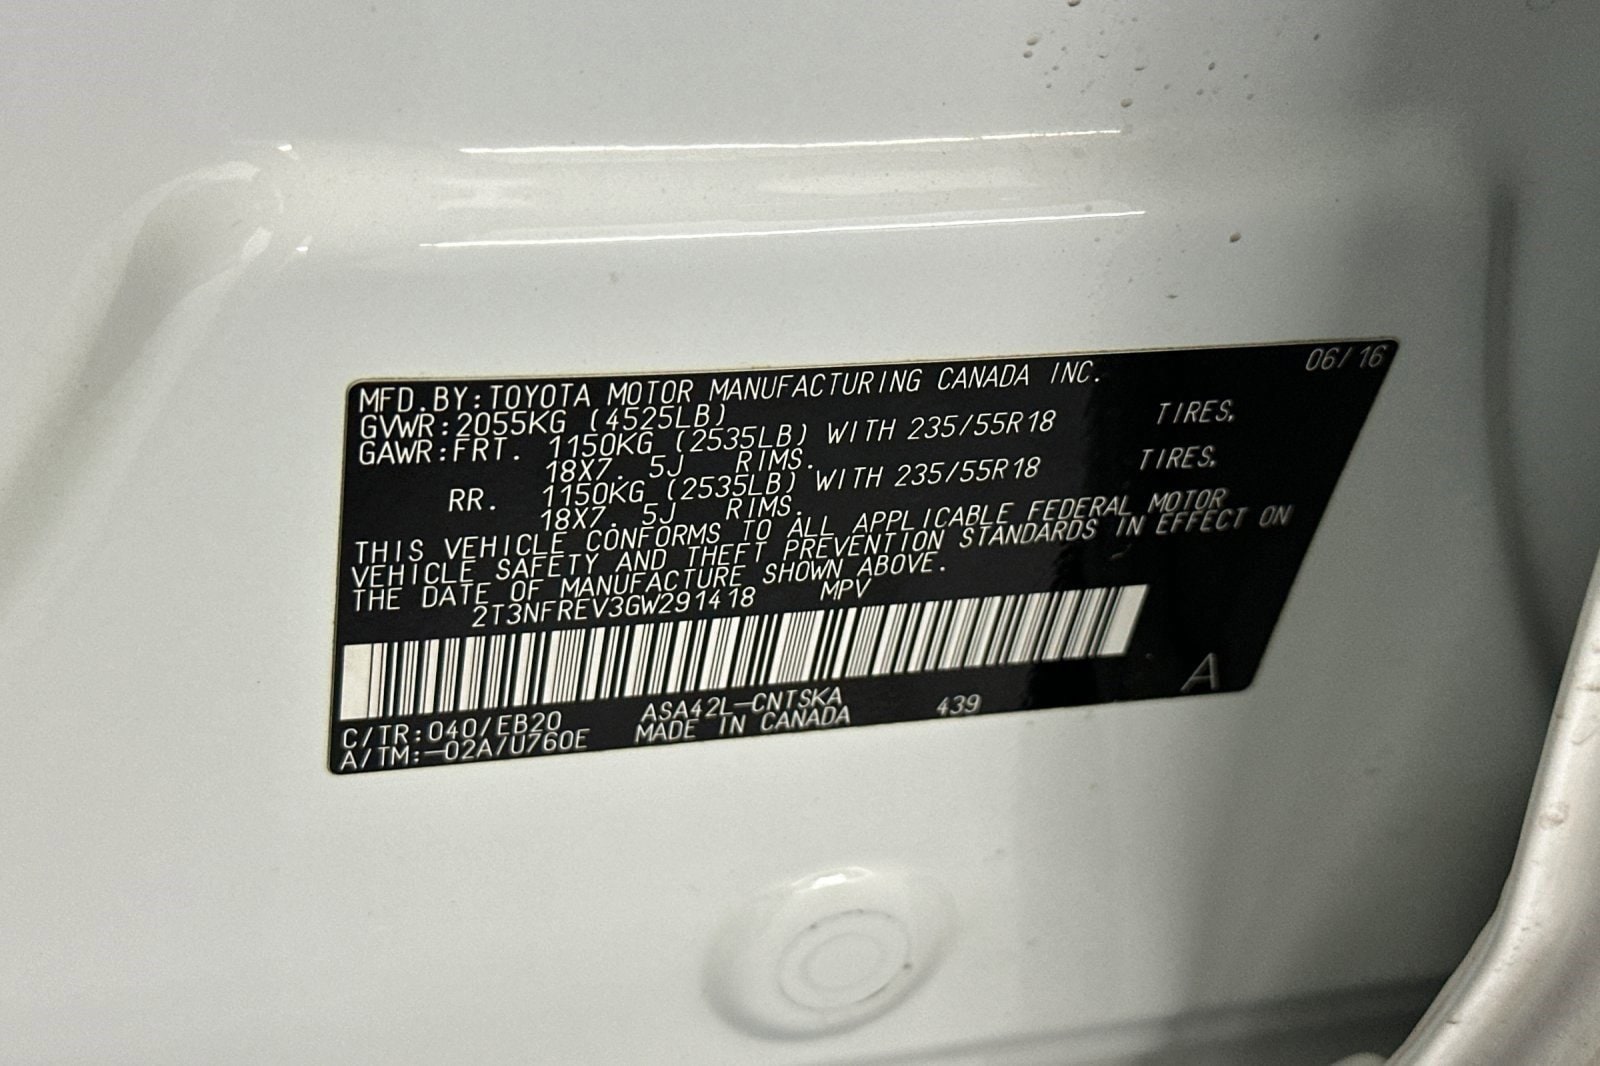 06/16
MFD.BY:TOYOTA MOTOR MANUFACTURING CANADA INC.
GVWR:2055KG (4525LB)
GAWR:FRT. 1150KG (2535LB) WITH 235/55R18 TIRES,
18X7. 5J RIMS.
RR. 1150KG (2535LB) WITH 235/55R18 TIRES,
18X7. 5J RIMS.
THIS VEHICLE CONFORMS TO ALL APPLICABLE FEDERAL MOTOR
VEHICLE SAFETY AND THEFT PREVENTION STANDARDS IN EFFECT ON
THE DATE OF MANUFACTURE SHOWN ABOVE.
2T3NFREV3GW291418 MPV
A
C/TR:040/EB20 ASA42L-CNTSKA 439
A/TM:-02A/U760E MADE IN CANADA